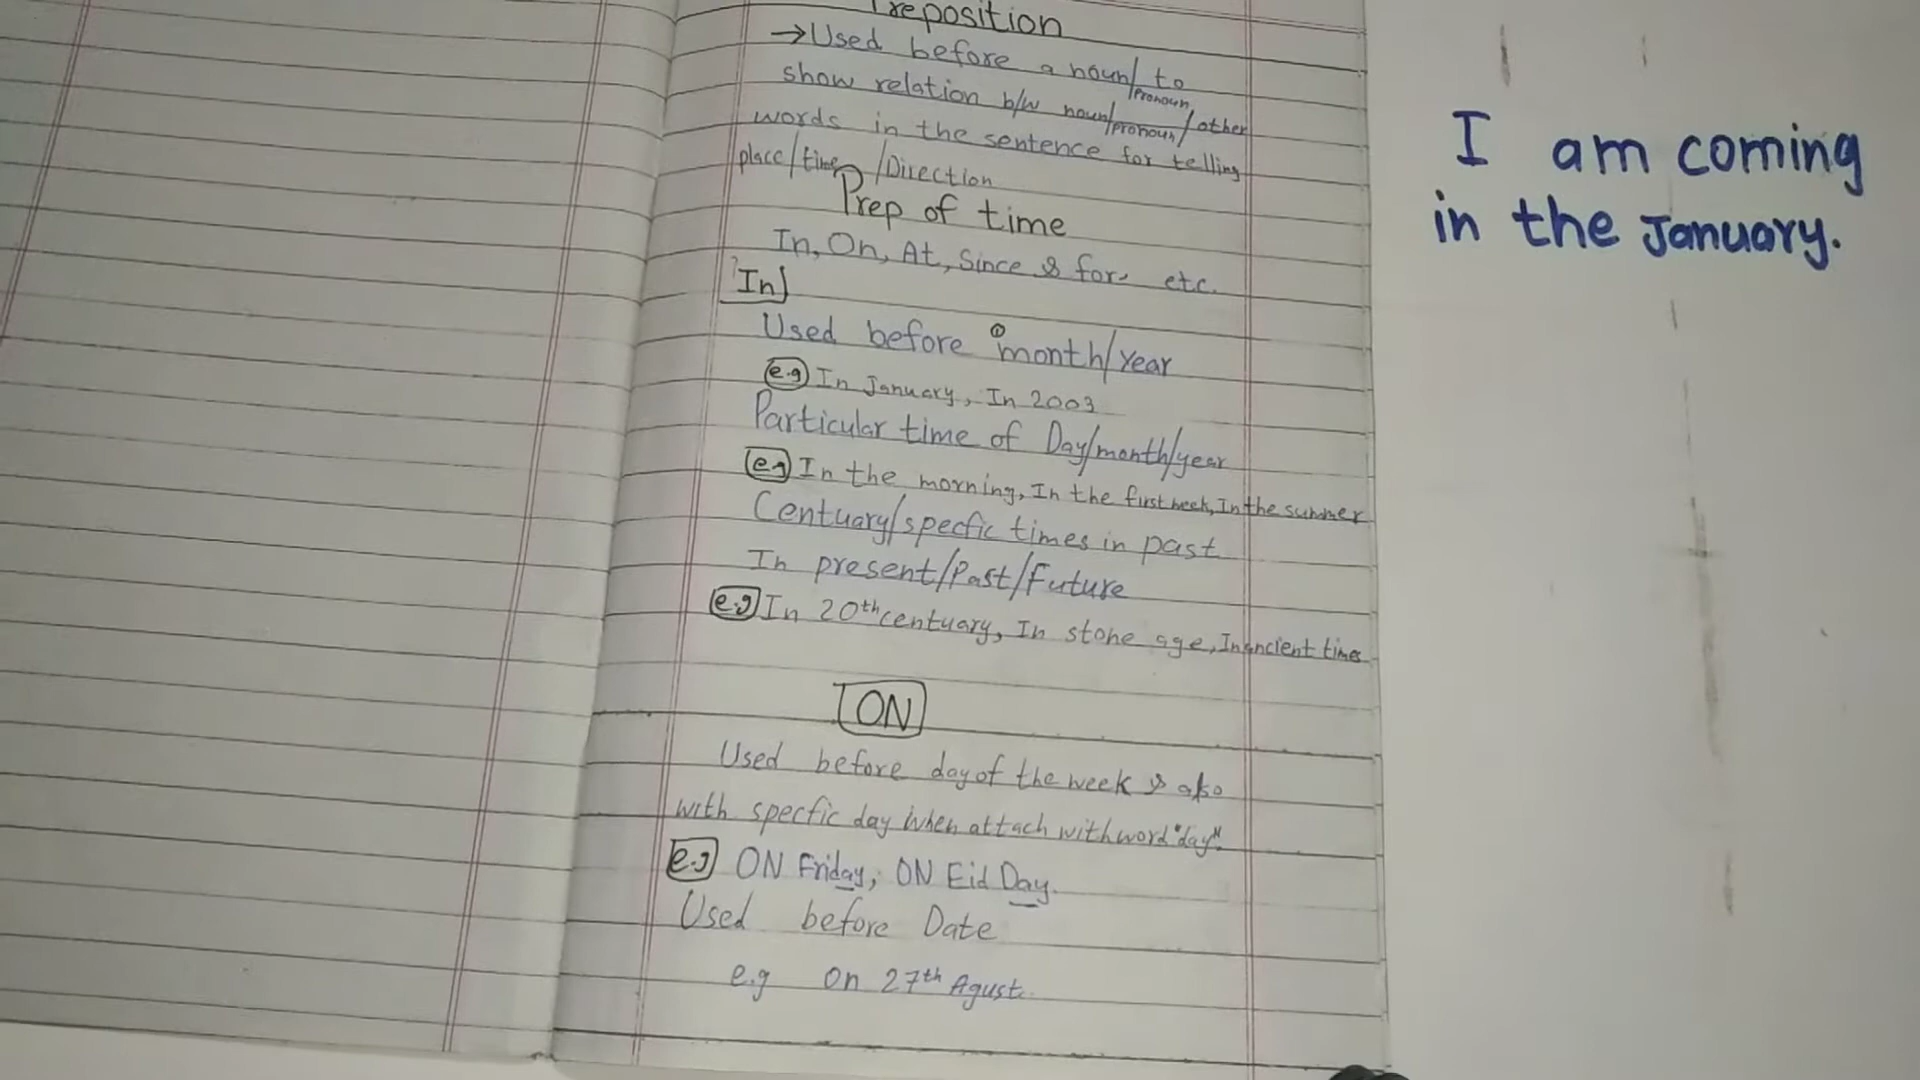 Preposition
→Used before a noun/pronoun to
show relation b/w noun/pronoun/other
words in the sentence for telling
place/time/Direction
Prep of time
In, On, At, Since & for etc.
In
Used before ① month/year
e.g In January, In 2003
Particular time of Day/month/year
e.g In the morning, In the first week, In the summer
Centuary/specfic times in past
In present/Past/Future
e.g In 20th centuary, In stone age, In ancient times
ON
Used before day of the week & also
with specfic day when attach with word "day".
e.g ON Friday, ON Eid Day.
Used before Date
e.g on 27th Agust.
I am coming
in the January.